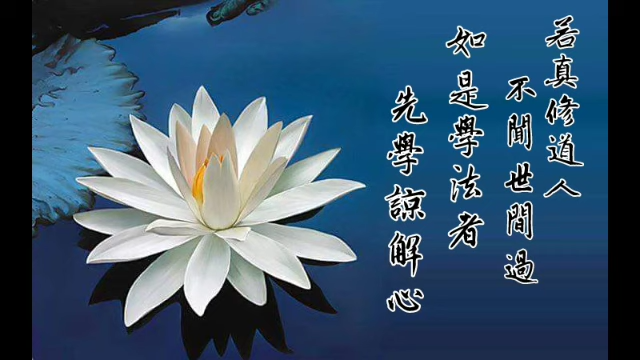 若真修道人
不聞世間過
如是學法者
先學諒解心